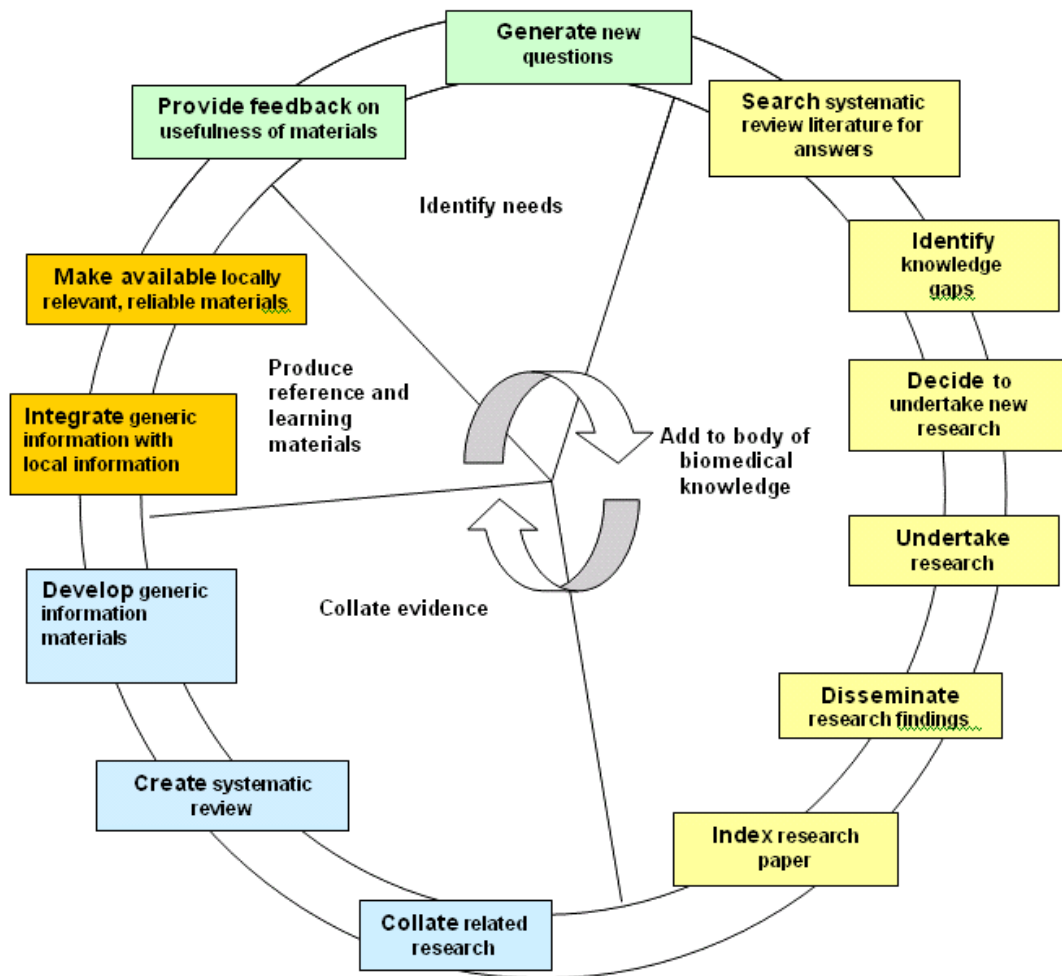 Generate new
questions
Search systematic
review literature for
answers
Identify
knowledge
gaps
Decide to
undertake new
research
Undertake
research
Disseminate
research findings
Index research
paper
Collate related
research
Create systematic
review
Develop generic
information
materials
Integrate generic
information with
local information
Make available locally
relevant, reliable materials
Provide feedback on
usefulness of materials
Identify needs
Add to body of
biomedical
knowledge
Collate evidence
Produce
reference and
learning
materials